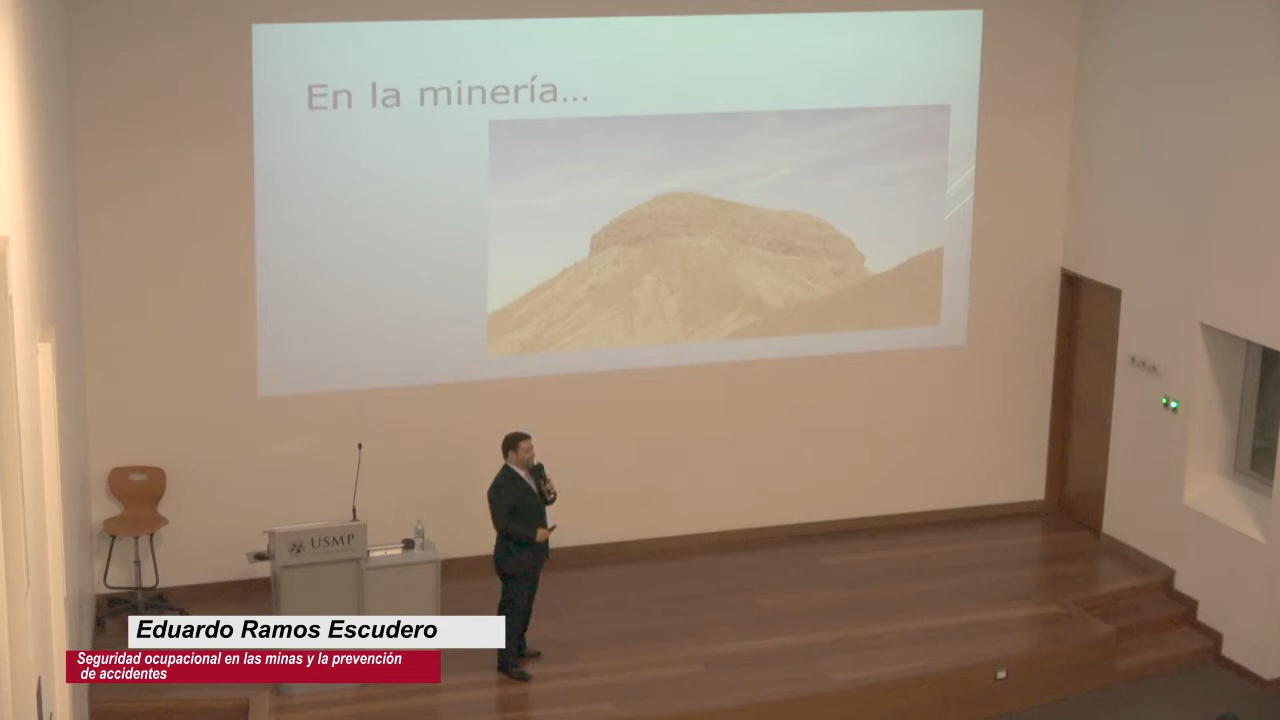 En la minería...
USMP
Eduardo Ramos Escudero
Seguridad ocupacional en las minas y la prevención
de accidentes